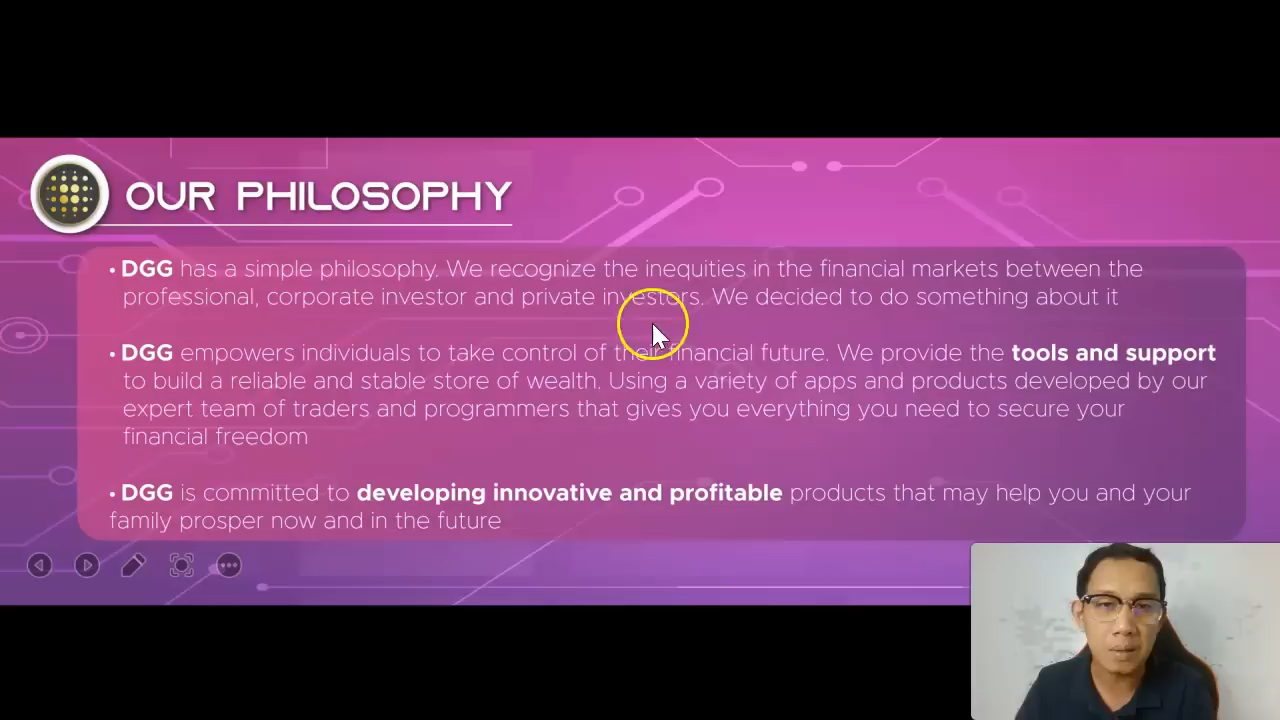 OUR PHILOSOPHY
• DGG has a simple philosophy. We recognize the inequities in the financial markets between the
professional, corporate investor and private investors. We decided to do something about it
• DGG empowers individuals to take control of their financial future. We provide the tools and support
to build a reliable and stable store of wealth. Using a variety of apps and products developed by our
expert team of traders and programmers that gives you everything you need to secure your
financial freedom
• DGG is committed to developing innovative and profitable products that may help you and your
family prosper now and in the future